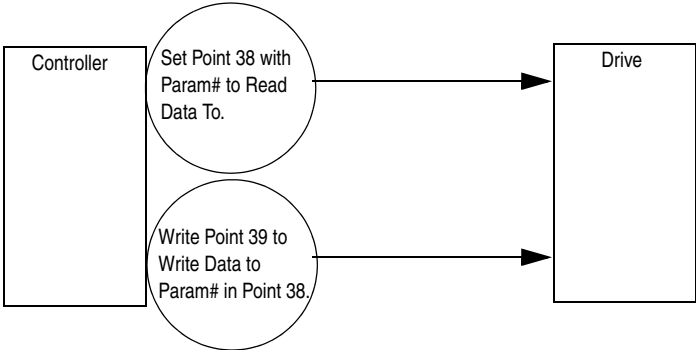 Controller
Set Point 38 with
Param# to Read
Data To.
Drive
Write Point 39 to
Write Data to
Param# in Point 38.